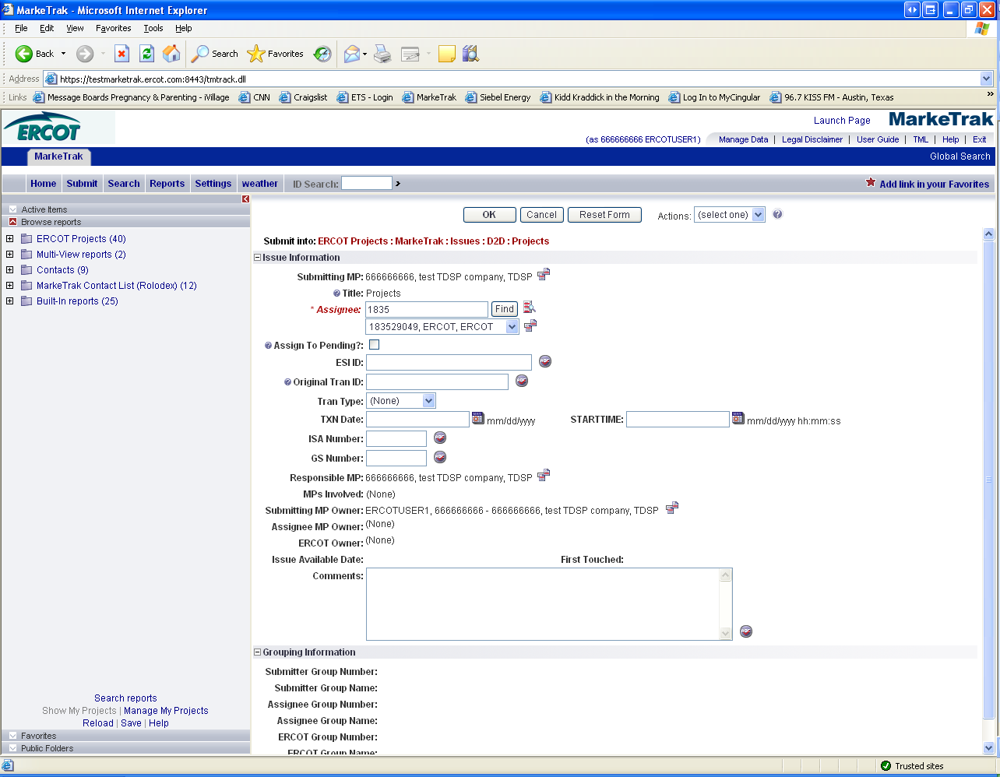 MarkeTrak - Microsoft Internet Explorer
File Edit View Favorites Tools Help
Back Search Favorites
Address https://testmarketrak.ercot.com:8443/tmtrack.dll
Links Message Boards Pregnancy & Parenting - iVillage CNN Craigslist ETS - Login MarkeTrak Siebel Energy Kidd Kraddick in the Morning Log In to MyCingular 96.7 KISS FM - Austin, Texas »
ERCOT Launch Page MarkeTrak
(as 666666666 ERCOTUSER1) Manage Data | Legal Disclaimer | User Guide | TML | Help | Exit
MarkeTrak Global Search
Home Submit Search Reports Settings weather ID Search: Add link in your Favorites
Active Items
Browse reports
ERCOT Projects (40)
Multi-View reports (2)
Contacts (9)
MarkeTrak Contact List (Rolodex) (12)
Built-In reports (25)
Search reports
Show My Projects | Manage My Projects
Reload | Save | Help
Favorites
Public Folders
OK Cancel Reset Form Actions: (select one)
Submit into: ERCOT Projects : MarkeTrak : Issues : D2D : Projects
Issue Information
Submitting MP: 666666666, test TDSP company, TDSP
Title: Projects
* Assignee: 1835 Find
183529049, ERCOT, ERCOT
Assign To Pending?:
ESI ID:
Original Tran ID:
Tran Type: (None)
TXN Date: mm/dd/yyyy STARTTIME: mm/dd/yyyy hh:mm:ss
ISA Number:
GS Number:
Responsible MP: 666666666, test TDSP company, TDSP
MPs Involved: (None)
Submitting MP Owner: ERCOTUSER1, 666666666 - 666666666, test TDSP company, TDSP
Assignee MP Owner: (None)
ERCOT Owner: (None)
Issue Available Date: First Touched:
Comments:
Grouping Information
Submitter Group Number:
Submitter Group Name:
Assignee Group Number:
Assignee Group Name:
ERCOT Group Number:
ERCOT Group Name:
Trusted sites